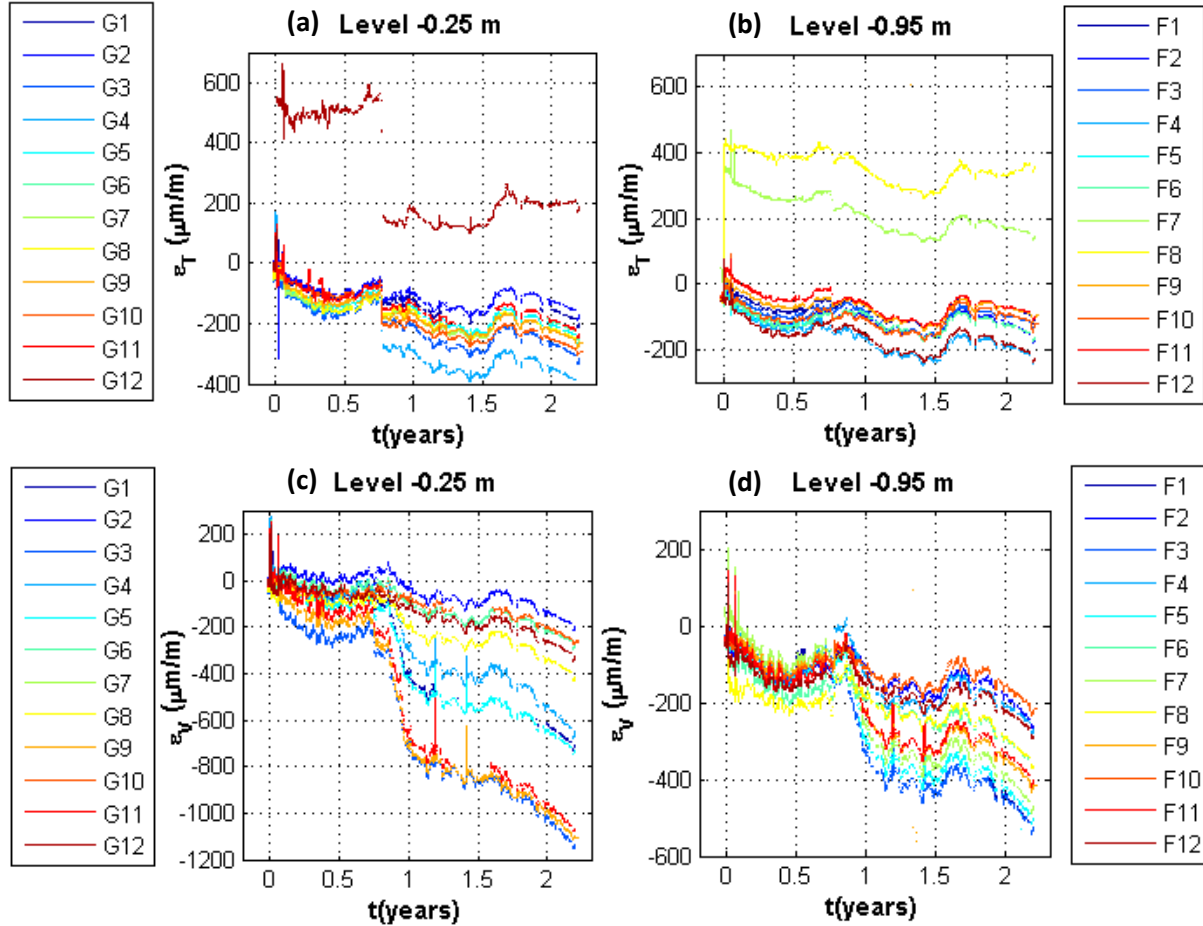 (a) Level -0.25 m
G1
G2
G3
G4
G5
G6
G7
G8
G9
G10
G11
G12
εT (μm/m)
600
400
200
0
-200
-400
0 0.5 1 1.5 2
t(years)
(b) Level -0.95 m
εT (μm/m)
600
400
200
0
-200
0 0.5 1 1.5 2
t(years)
F1
F2
F3
F4
F5
F6
F7
F8
F9
F10
F11
F12
(c) Level -0.25 m
G1
G2
G3
G4
G5
G6
G7
G8
G9
G10
G11
G12
εV (μm/m)
200
0
-200
-400
-600
-800
-1000
-1200
0 0.5 1 1.5 2
t(years)
(d) Level -0.95 m
εV (μm/m)
200
0
-200
-400
-600
0 0.5 1 1.5 2
t(years)
F1
F2
F3
F4
F5
F6
F7
F8
F9
F10
F11
F12